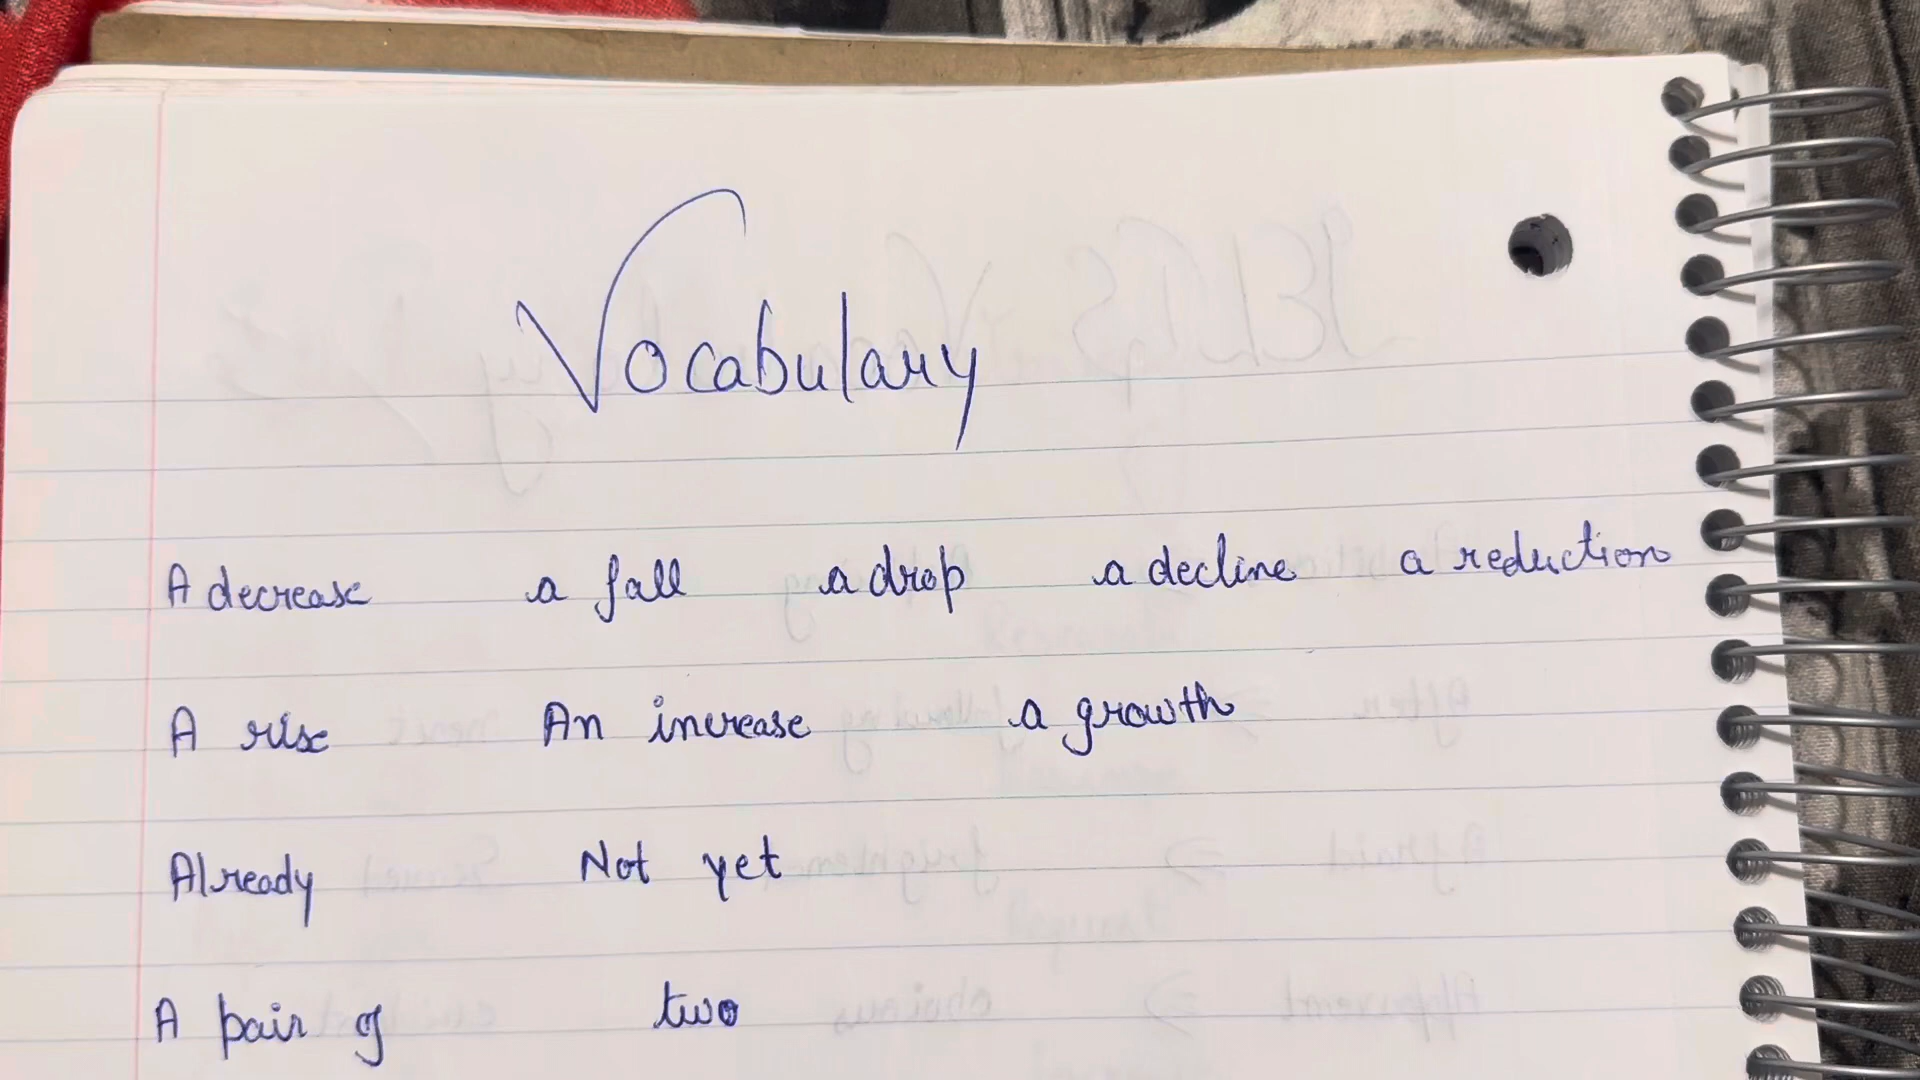 Vocabulary
A decrease a fall a drop a decline a reduction
A rise An increase a growth
Already Not yet
A pair of two